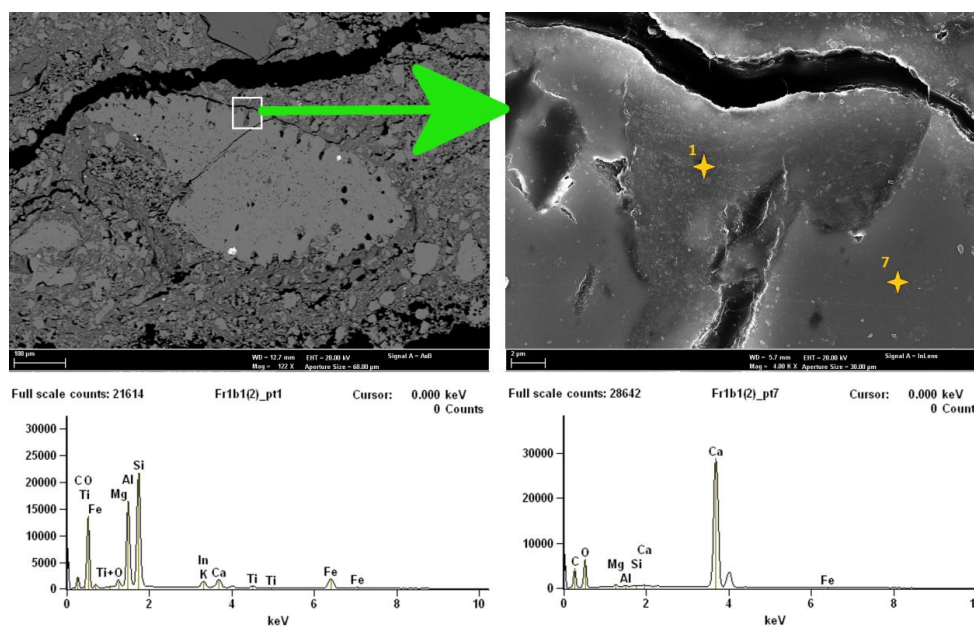 1
7
100 µm
WD = 12.7 mm EHT = 20.00 kV Signal A = AsB
Mag = 122 X Aperture Size = 60.00 µm
2 µm
WD = 5.7 mm EHT = 20.00 kV Signal A = InLens
Mag = 4.00 K X Aperture Size = 30.00 µm
Full scale counts: 21614 Fr1b1(2)_pt1 Cursor: 0.000 keV
0 Counts
30000
25000
20000
15000
10000
5000
0
C O
Ti
Fe
Ti+O
Mg
Al
Si
In
K
Ca
Ti
Ti
Fe
Fe
0 2 4 6 8 10
keV
Full scale counts: 28642 Fr1b1(2)_pt7 Cursor: 0.000 keV
0 Counts
30000
20000
10000
0
C
O
Mg
Al
Si
Ca
Ca
Fe
0 2 4 6 8 1
keV